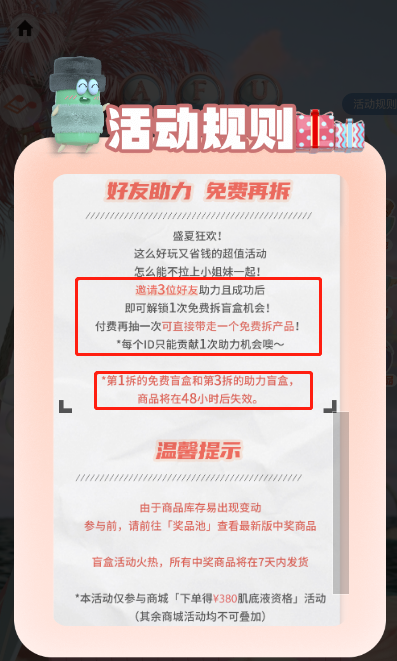 活动规则
活动规则
好友助力 免费再拆
盛夏狂欢！
这么好玩又省钱的超值活动
怎么能不拉上小姐妹一起！
邀请3位好友助力且成功后
即可解锁1次免费拆盲盒机会！
付费再抽一次可直接带走一个免费拆产品！
*每个ID只能贡献1次助力机会噢～
*第1拆的免费盲盒和第3拆的助力盲盒，
商品将在48小时后失效。
温馨提示
由于商品库存易出现变动
参与前，请前往「奖品池」查看最新版中奖商品
盲盒活动火热，所有中奖商品将在7天内发货
*本活动仅参与商城「下单得¥380肌底液资格」活动
（其余商城活动均不可叠加）